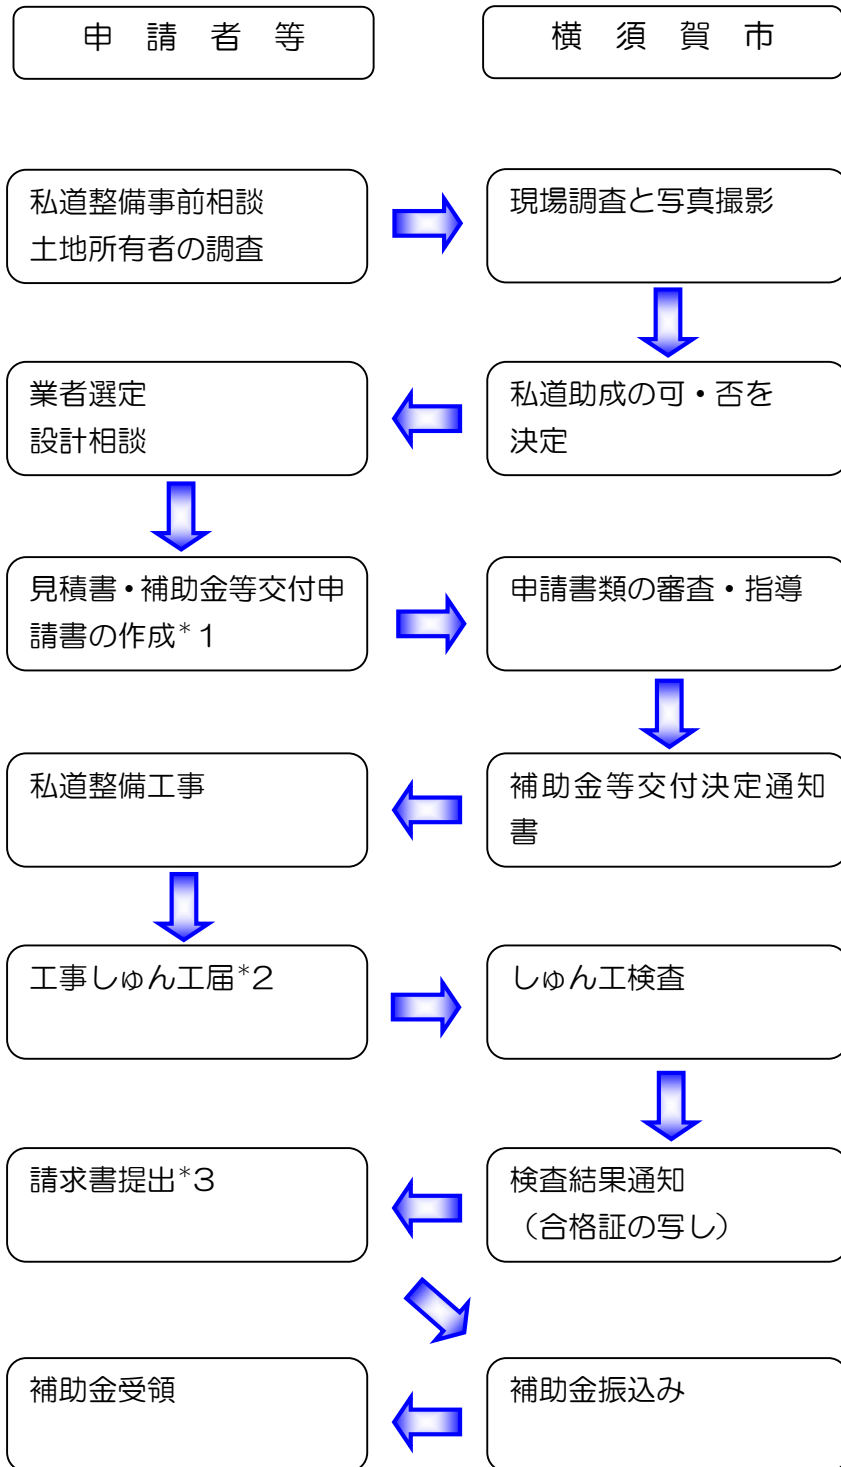 申 請 者 等
横 須 賀 市
私道整備事前相談
土地所有者の調査
現場調査と写真撮影
業者選定
設計相談
私道助成の可・否を
決定
見積書・補助金等交付申
請書の作成*1
申請書類の審査・指導
私道整備工事
補助金等交付決定通知
書
工事しゅん工届*2
しゅん工検査
請求書提出*3
検査結果通知
（合格証の写し）
補助金受領
補助金振込み